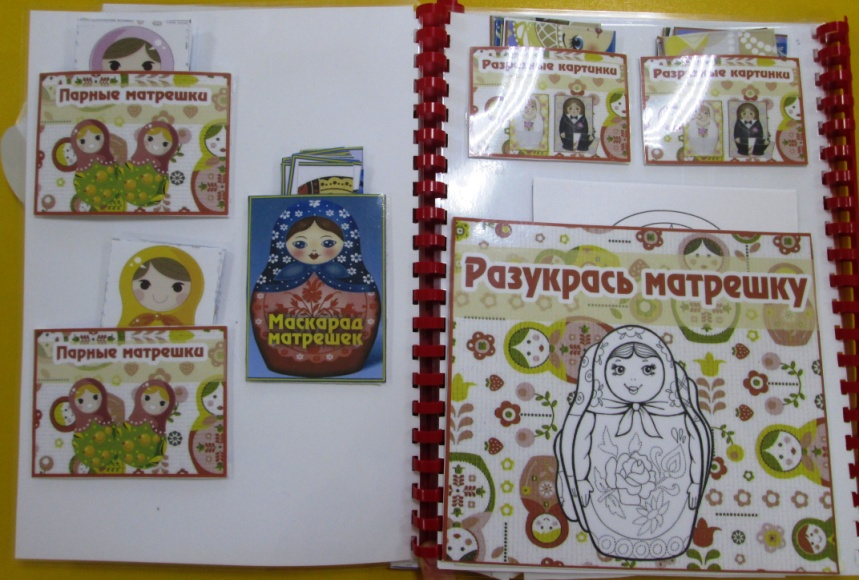 Парные матрешки
Парные матрешки
Маскарад
матрешек
Разрезные картинки
Разрезные картинки
Разукрась матрешку